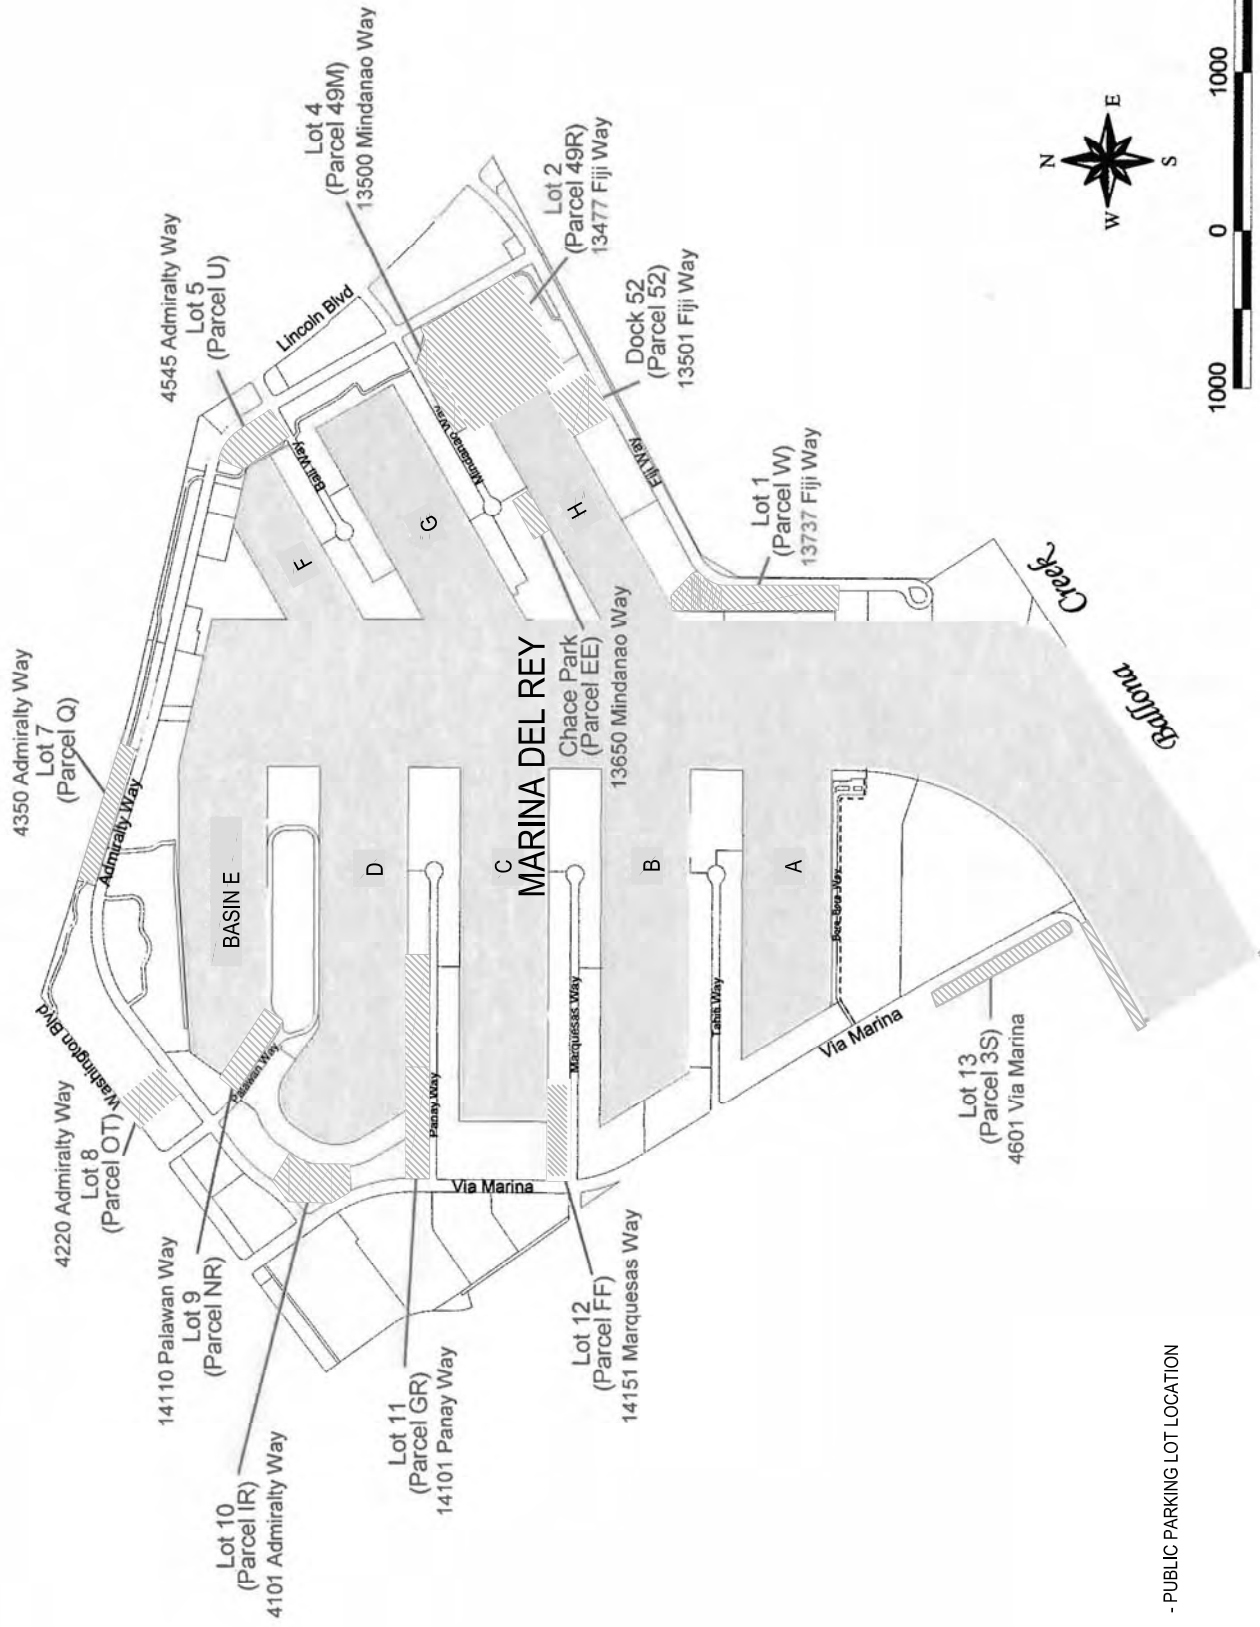 4350 Admiralty Way
Lot 7
(Parcel Q)
4545 Admiralty Way
Lot 5
(Parcel U)
Lot 4
(Parcel 49M)
13500 Mindanao Way
Lot 2
(Parcel 49R)
13477 Fiji Way
Dock 52
(Parcel 52)
13501 Fiji Way
Lot 1
(Parcel W)
13737 Fiji Way
Chace Park
(Parcel EE)
13650 Mindanao Way
4220 Admiralty Way
Lot 8
(Parcel OT)
14110 Palawan Way
Lot 9
(Parcel NR)
Lot 10
(Parcel IR)
4101 Admiralty Way
Lot 11
(Parcel GR)
14101 Panay Way
Lot 12
(Parcel FF)
14151 Marquesas Way
Lot 13
(Parcel 3S)
4601 Via Marina
Washington Blvd
Admiralty Way
Lincoln Blvd
Bali Way
Mindanao Way
Fiji Way
Palawan Way
Panay Way
Marquesas Way
Tahiti Way
Via Marina
Via Marina
BASIN E
D
C
B
A
F
G
H
MARINA DEL REY
Ballona
Creek
N
W
E
S
1000
0
1000
- PUBLIC PARKING LOT LOCATION